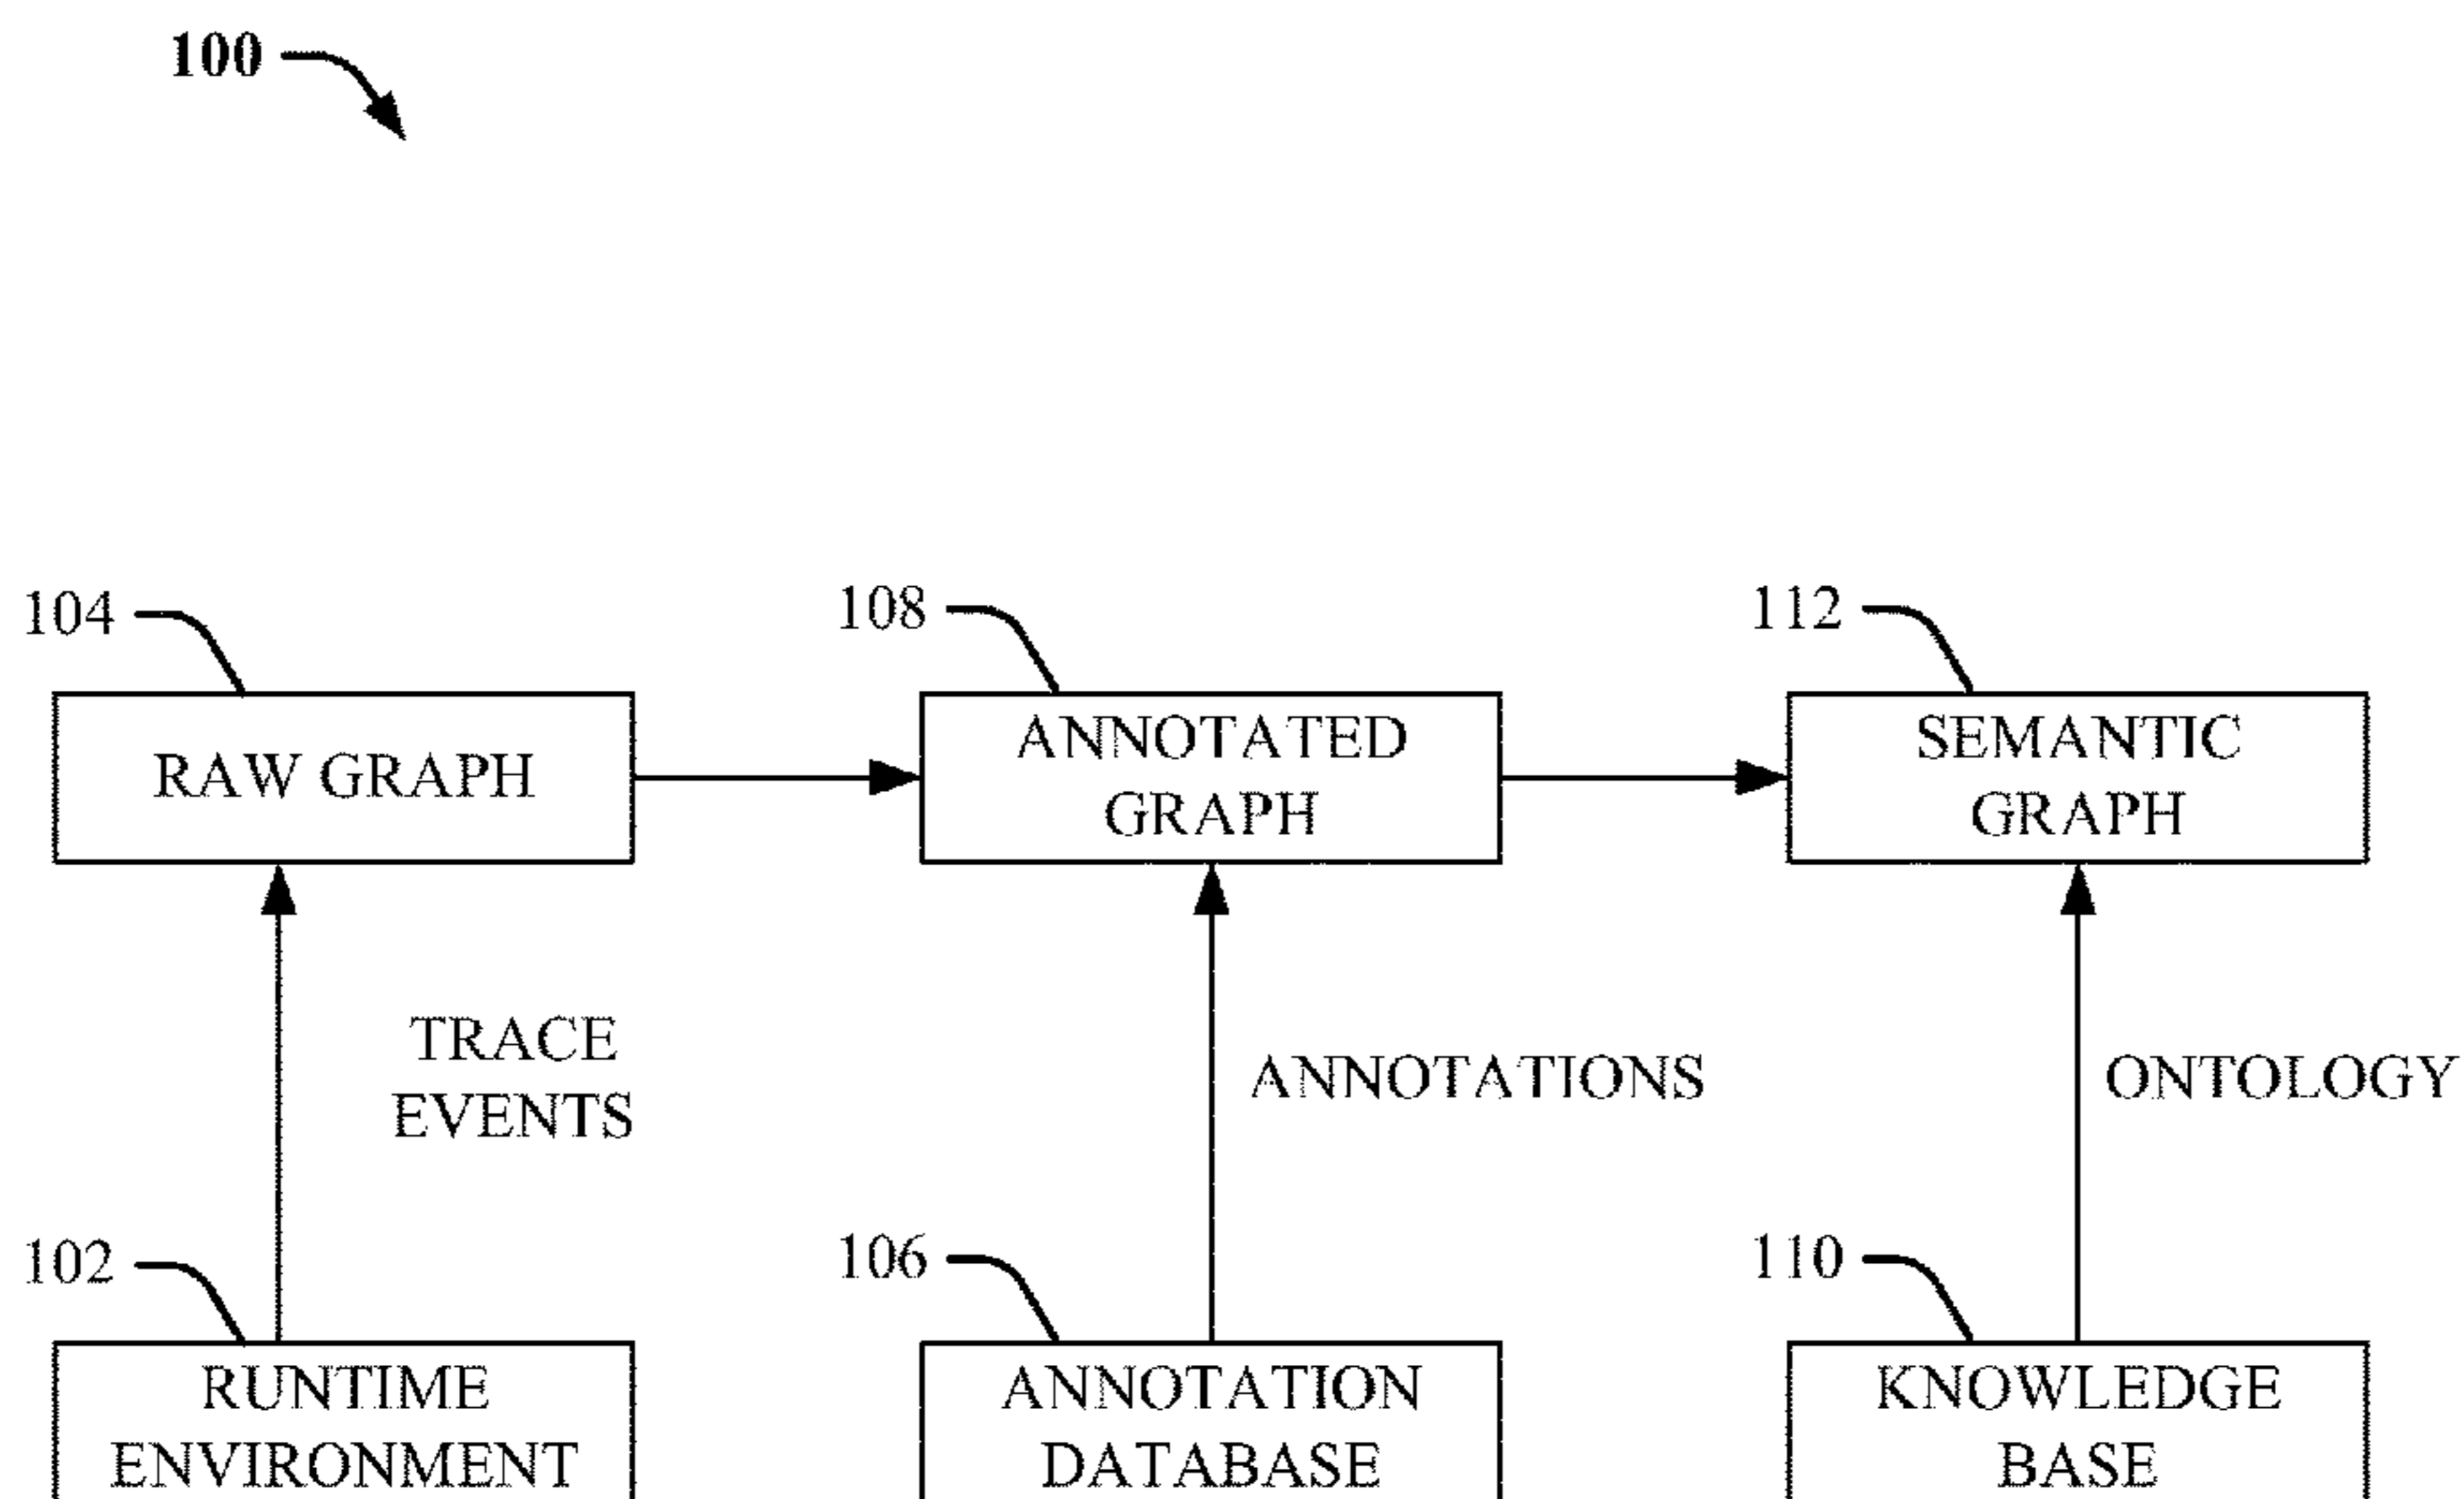 100
104
108
112
RAW GRAPH
ANNOTATED
GRAPH
SEMANTIC
GRAPH
TRACE
EVENTS
ANNOTATIONS
ONTOLOGY
102
106
110
RUNTIME
ENVIRONMENT
ANNOTATION
DATABASE
KNOWLEDGE
BASE